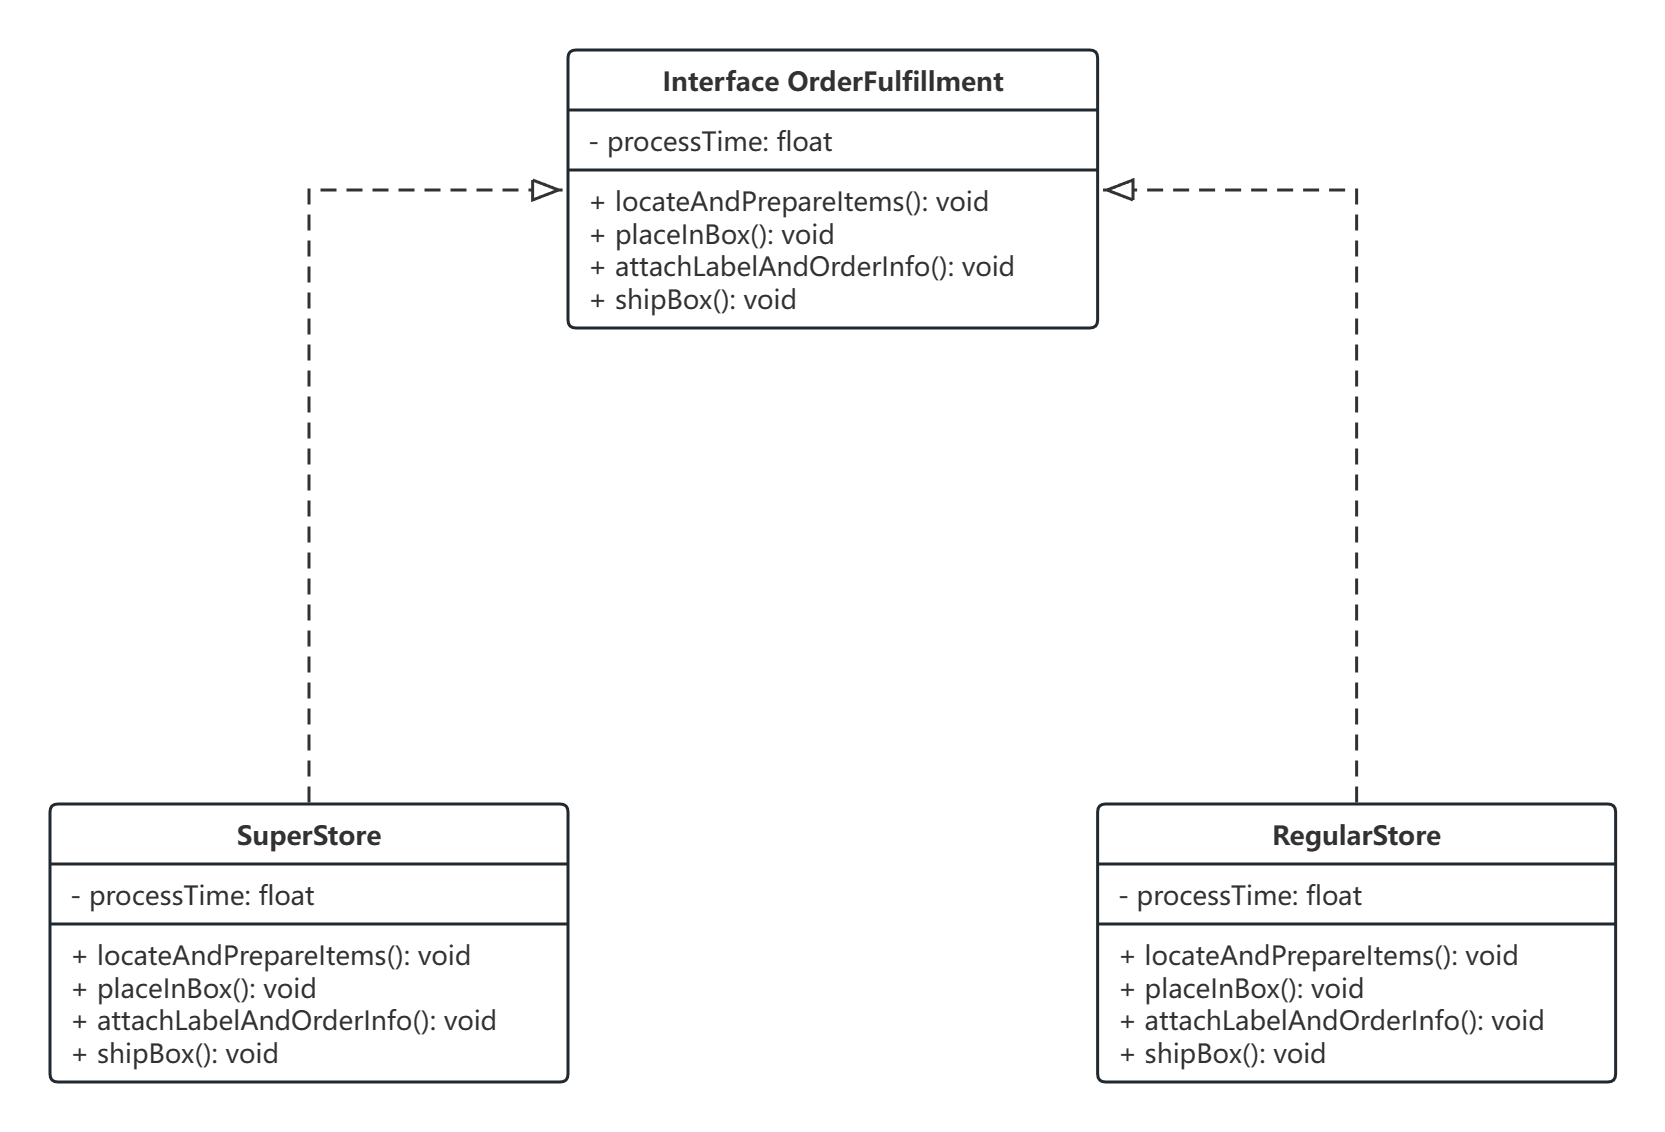 Interface OrderFulfillment
- processTime: float
+ locateAndPrepareItems(): void
+ placeInBox(): void
+ attachLabelAndOrderInfo(): void
+ shipBox(): void
SuperStore
- processTime: float
+ locateAndPrepareItems(): void
+ placeInBox(): void
+ attachLabelAndOrderInfo(): void
+ shipBox(): void
RegularStore
- processTime: float
+ locateAndPrepareItems(): void
+ placeInBox(): void
+ attachLabelAndOrderInfo(): void
+ shipBox(): void